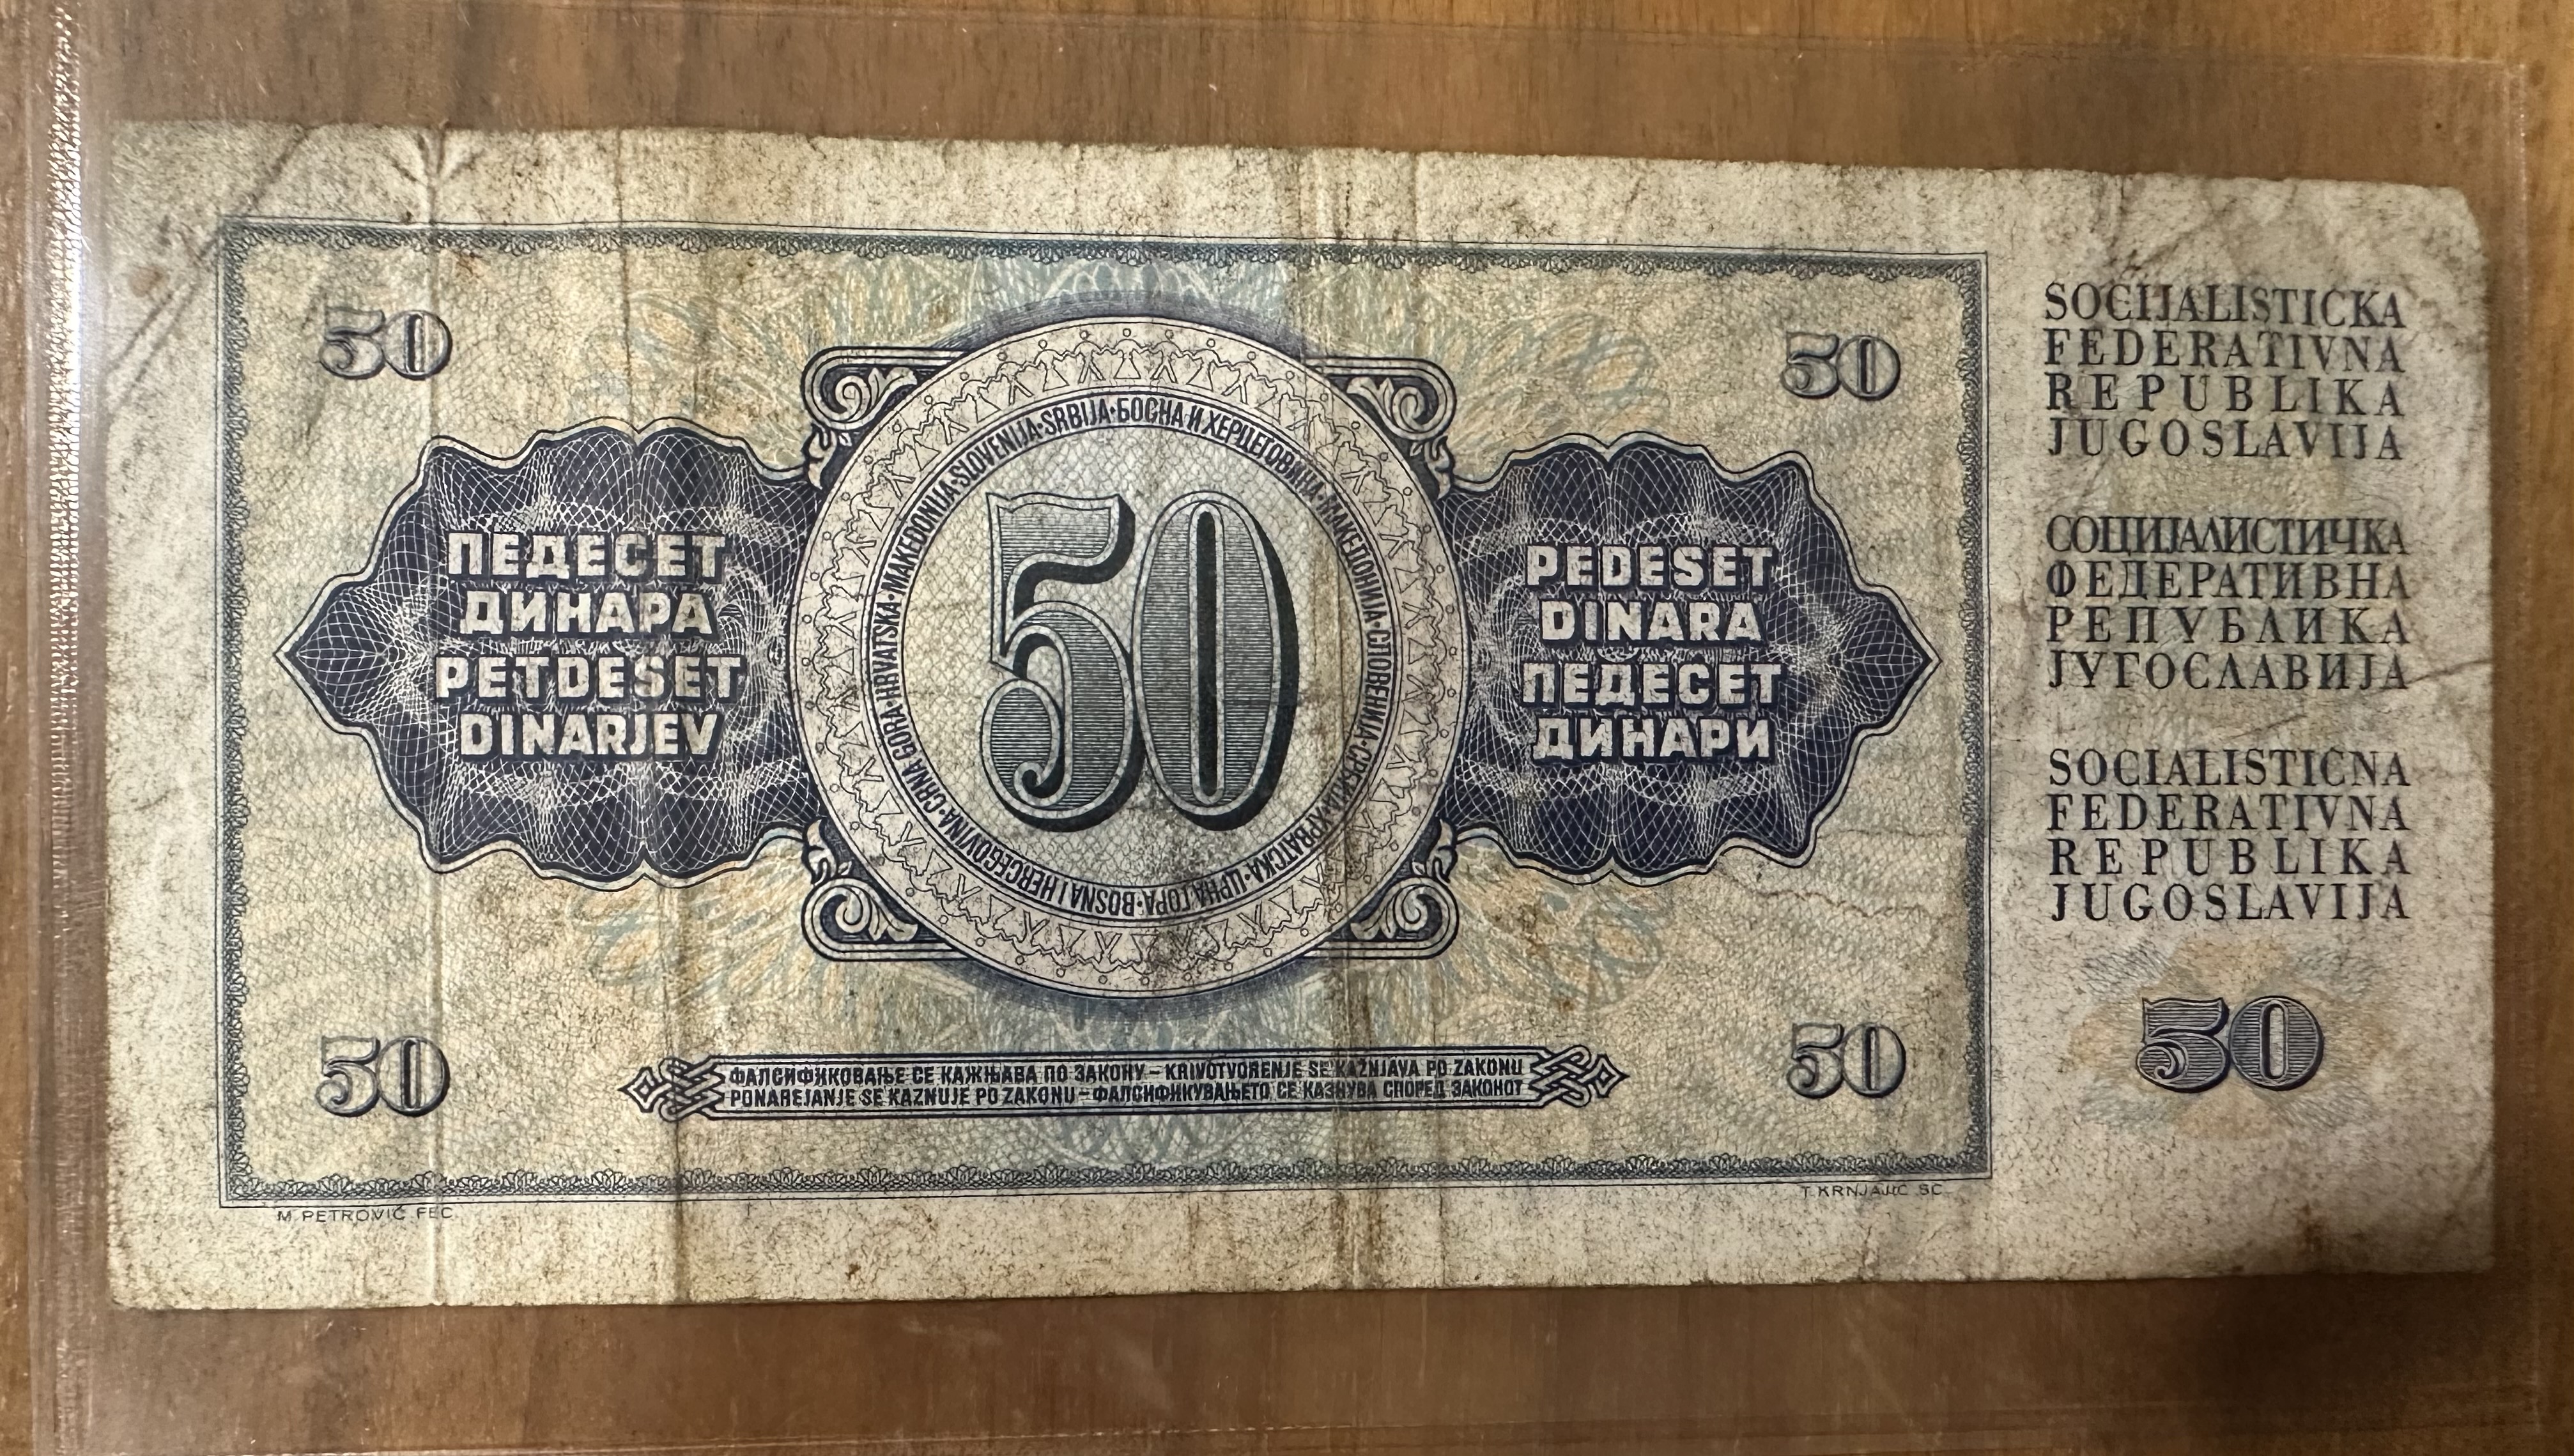 50
50
ПЕДЕСЕТ
ДИНАРА
PETDESET
DINARJEV
SLOVENIJA·SRBIJA·БОСНА И ХЕРЦЕГОВИНА·МАКЕДОНИЈА·СЛОВЕНИЈА·СРБИЈА·ХРВАТСКА·ЦРНА ГОРА·BOSNA I HERCEGOVINA·CRNA GORA·HRVATSKA·MAKEDONIJA·
50
PEDESET
DINARA
ПЕДЕСЕТ
ДИНАРИ
50
50
ФАЛСИФИКОВАЊЕ СЕ КАЖЊАВА ПО ЗАКОНУ – KRIVOTVORENJE SE KAŽNJAVA PO ZAKONU
PONAREJANJE SE KAZNUJE PO ZAKONU – ФАЛСИФИКУВАЊЕТО СЕ КАЗНУВА СПОРЕД ЗАКОНОТ
M. PETROVIĆ FEC.
T. KRNJAJIĆ SC.
SOCIJALISTIČKA
FEDERATIVNA
REPUBLIKA
JUGOSLAVIJA
СОЦИЈАЛИСТИЧКА
ФЕДЕРАТИВНА
РЕПУБЛИКА
ЈУГОСЛАВИЈА
SOCIALISTIČNA
FEDERATIVNA
REPUBLIKA
JUGOSLAVIJA
50